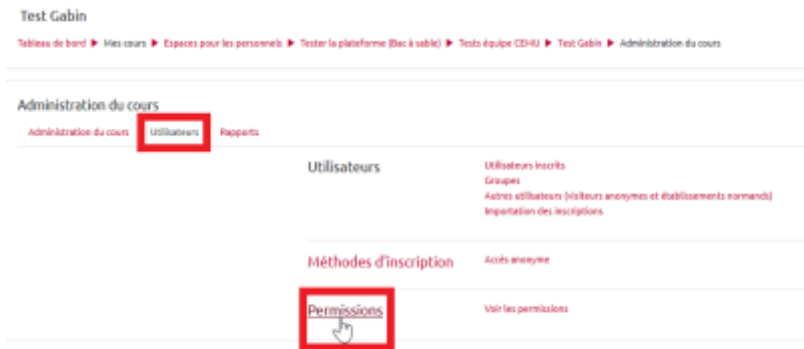 Test Gabin
Tableau de bord ▶ Mes cours ▶ Espaces pour les personnels ▶ Tester la plateforme (Bac à sable) ▶ Tests équipe CEMU ▶ Test Gabin ▶ Administration du cours
Administration du cours
Administration du cours Utilisateurs Rapports
Utilisateurs
Utilisateurs inscrits
Groupes
Autres utilisateurs (visiteurs anonymes et établissements normands)
Importation des inscriptions
Méthodes d'inscription
Accès anonyme
Permissions
Voir les permissions